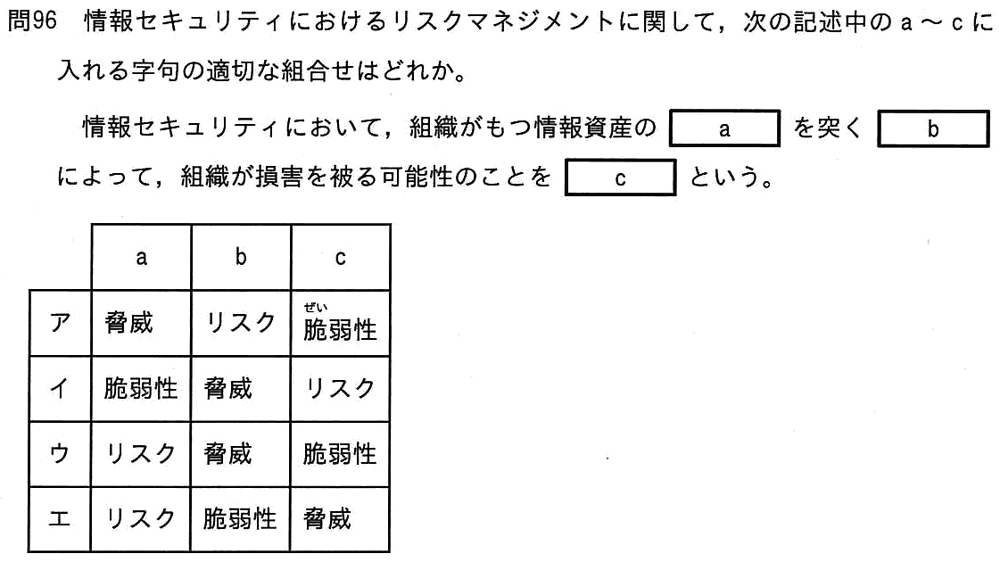 問96 情報セキュリティにおけるリスクマネジメントに関して，次の記述中の a ～ c に
入れる字句の適切な組合せはどれか。
情報セキュリティにおいて，組織がもつ情報資産の a を突く b
によって，組織が損害を被る可能性のことを c という。
a b c
ぜい
ア 脅威 リスク 脆弱性
イ 脆弱性 脅威 リスク
ウ リスク 脅威 脆弱性
エ リスク 脆弱性 脅威